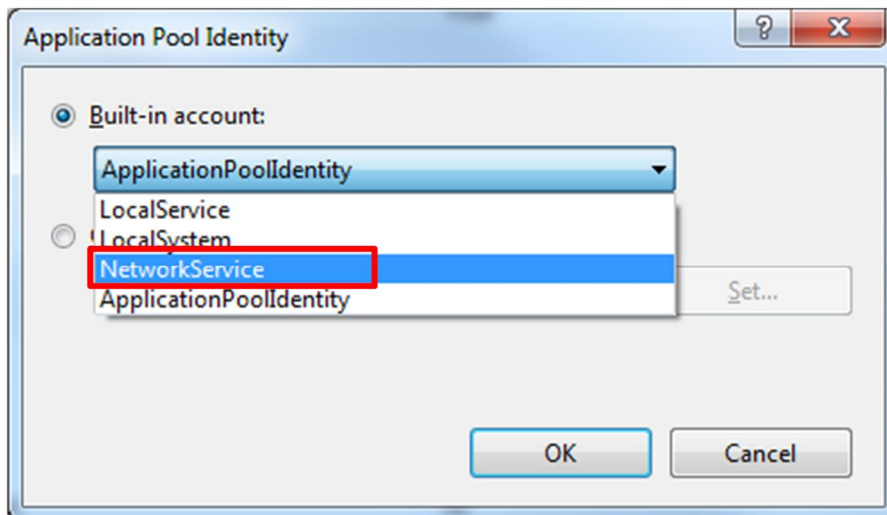 Application Pool Identity
Built-in account:
ApplicationPoolIdentity
LocalService
LocalSystem
NetworkService
ApplicationPoolIdentity
Set...
OK
Cancel